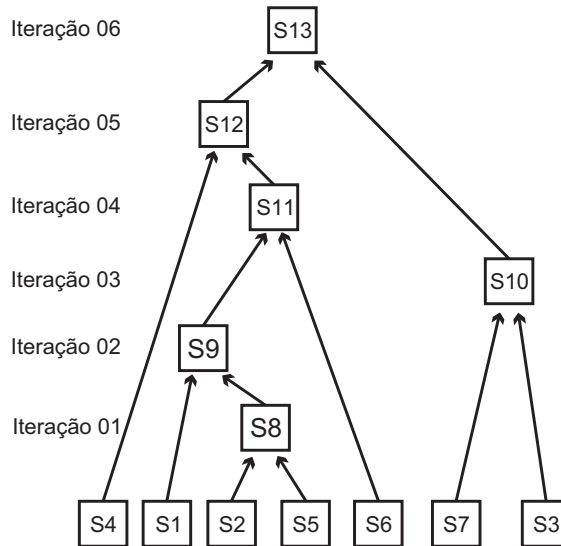 Iteração 06
S13
Iteração 05
S12
Iteração 04
S11
Iteração 03
S10
Iteração 02
S9
Iteração 01
S8
S4 S1 S2 S5 S6 S7 S3